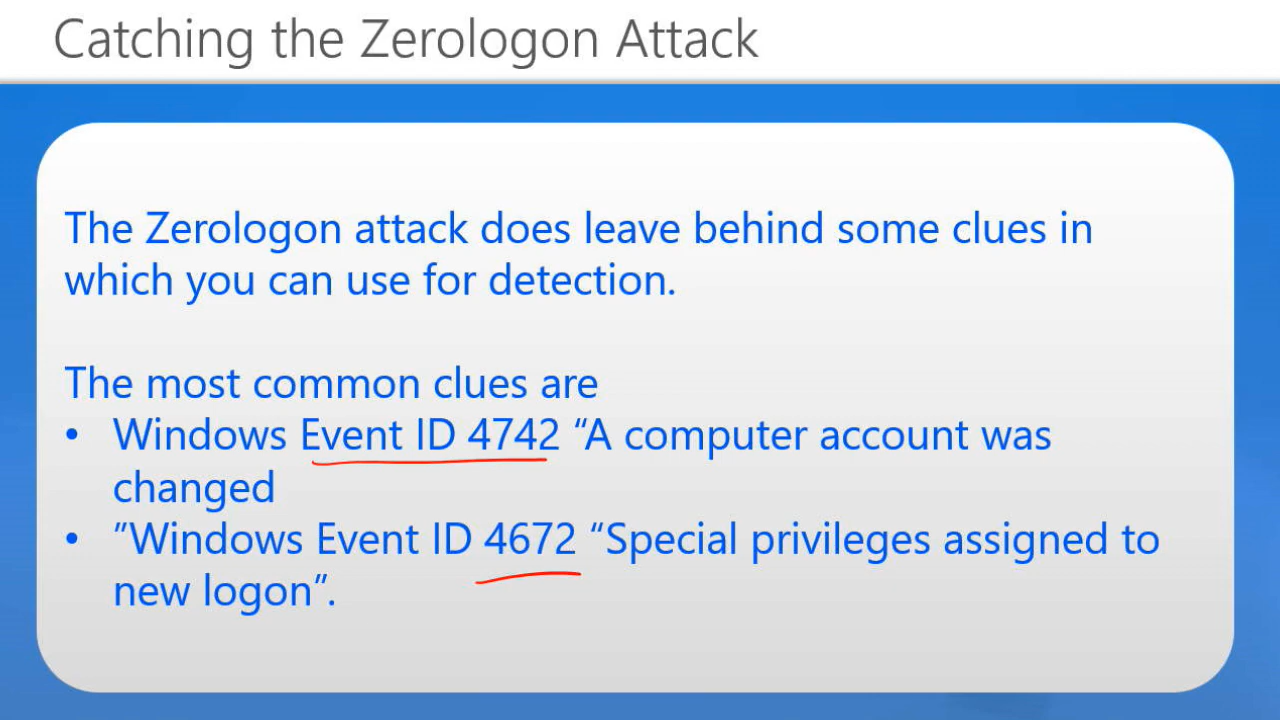 Catching the Zerologon Attack
The Zerologon attack does leave behind some clues in
which you can use for detection.
The most common clues are
• Windows Event ID 4742 “A computer account was
changed
• ”Windows Event ID 4672 “Special privileges assigned to
new logon”.